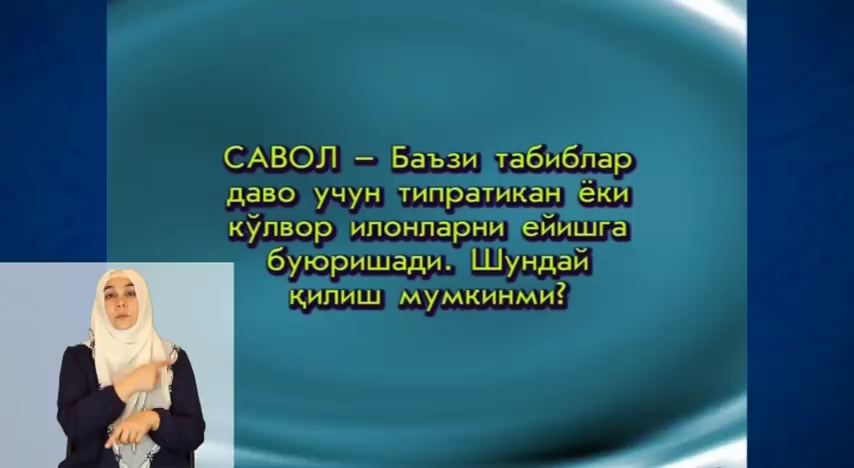 САВОЛ – Баъзи табиблар
даво учун типратикан ёки
кўлвор илонларни ейишга
буюришади. Шундай
қилиш мумкинми?